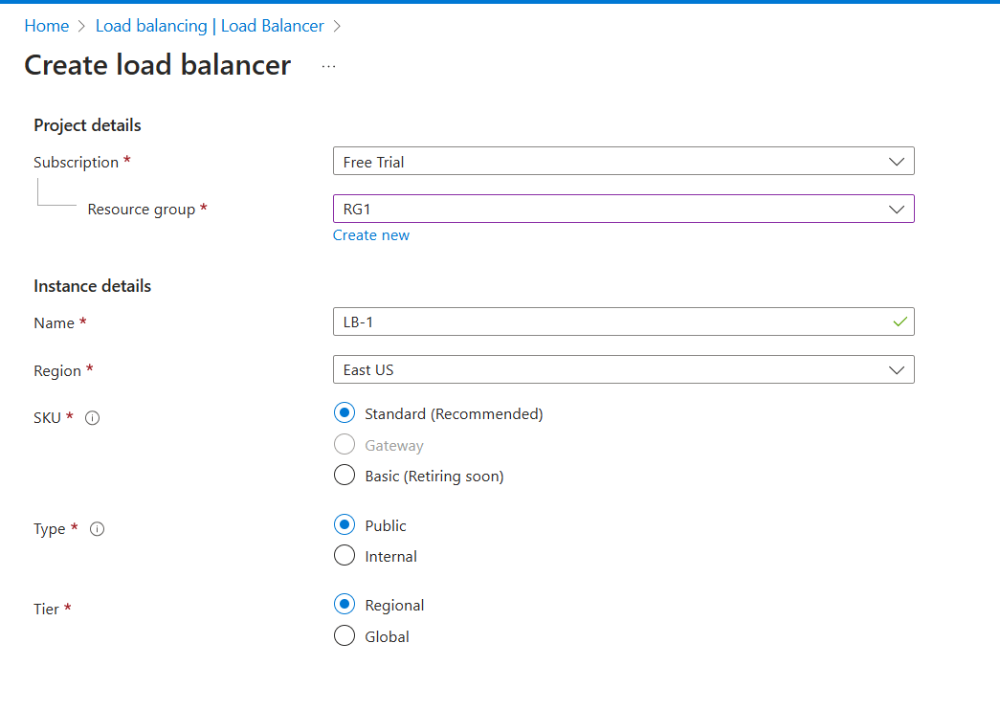 Home > Load balancing | Load Balancer >
Create load balancer ...
Project details
Subscription * Free Trial
Resource group * RG1
Create new
Instance details
Name * LB-1
Region * East US
SKU * Standard (Recommended)
Gateway
Basic (Retiring soon)
Type * Public
Internal
Tier * Regional
Global